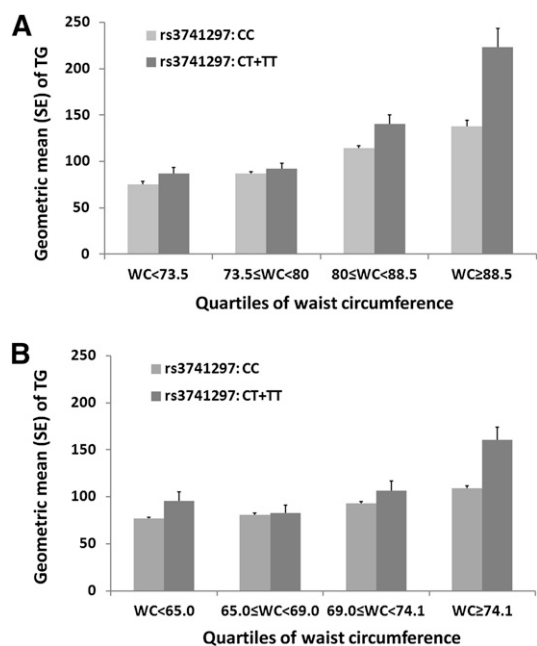 A
Geometric mean (SE) of TG
250
200
150
100
50
0
rs3741297: CC
rs3741297: CT+TT
WC<73.5
73.5≤WC<80
80≤WC<88.5
WC≥88.5
Quartiles of waist circumference
B
Geometric mean (SE) of TG
250
200
150
100
50
0
rs3741297: CC
rs3741297: CT+TT
WC<65.0
65.0≤WC<69.0
69.0≤WC<74.1
WC≥74.1
Quartiles of waist circumference